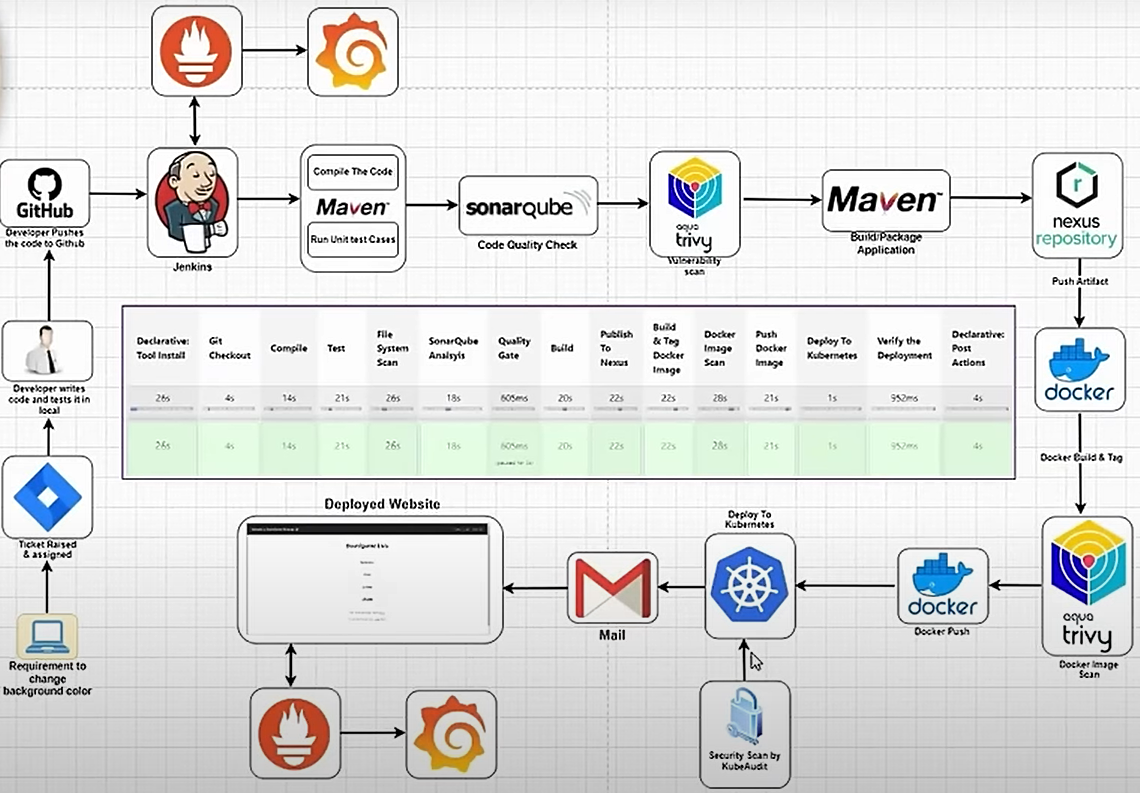 GitHub
Developer Pushes
the code to Github
Jenkins
Compile The Code
Maven™
Run Unit test Cases
sonarqube
Code Quality Check
aqua
trivy
Vulnerability
scan
Maven™
Build/Package
Application
nexus
repository
Push Artifact
Developer writes
code and tests it in
local
Declarative:
Tool Install
Git
Checkout
Compile
Test
File
System
Scan
SonarQube
Analsyis
Quality
Gate
Build
Publish
To
Nexus
Build
& Tag
Docker
Image
Docker
Image
Scan
Push
Docker
Image
Deploy To
Kubernetes
Verify the
Deployment
Declarative:
Post
Actions
26s
4s
14s
21s
26s
18s
605ms
20s
22s
22s
28s
21s
1s
952ms
4s
26s
4s
14s
21s
26s
18s
605ms
20s
22s
22s
28s
21s
1s
952ms
4s
docker
Docker Build & Tag
Ticket Raised
& assigned
Requirement to
change
background color
Deployed Website
Mail
Deploy To
Kubernetes
docker
Docker Push
aqua
trivy
Docker Image
Scan
Security Scan by
KubeAudit